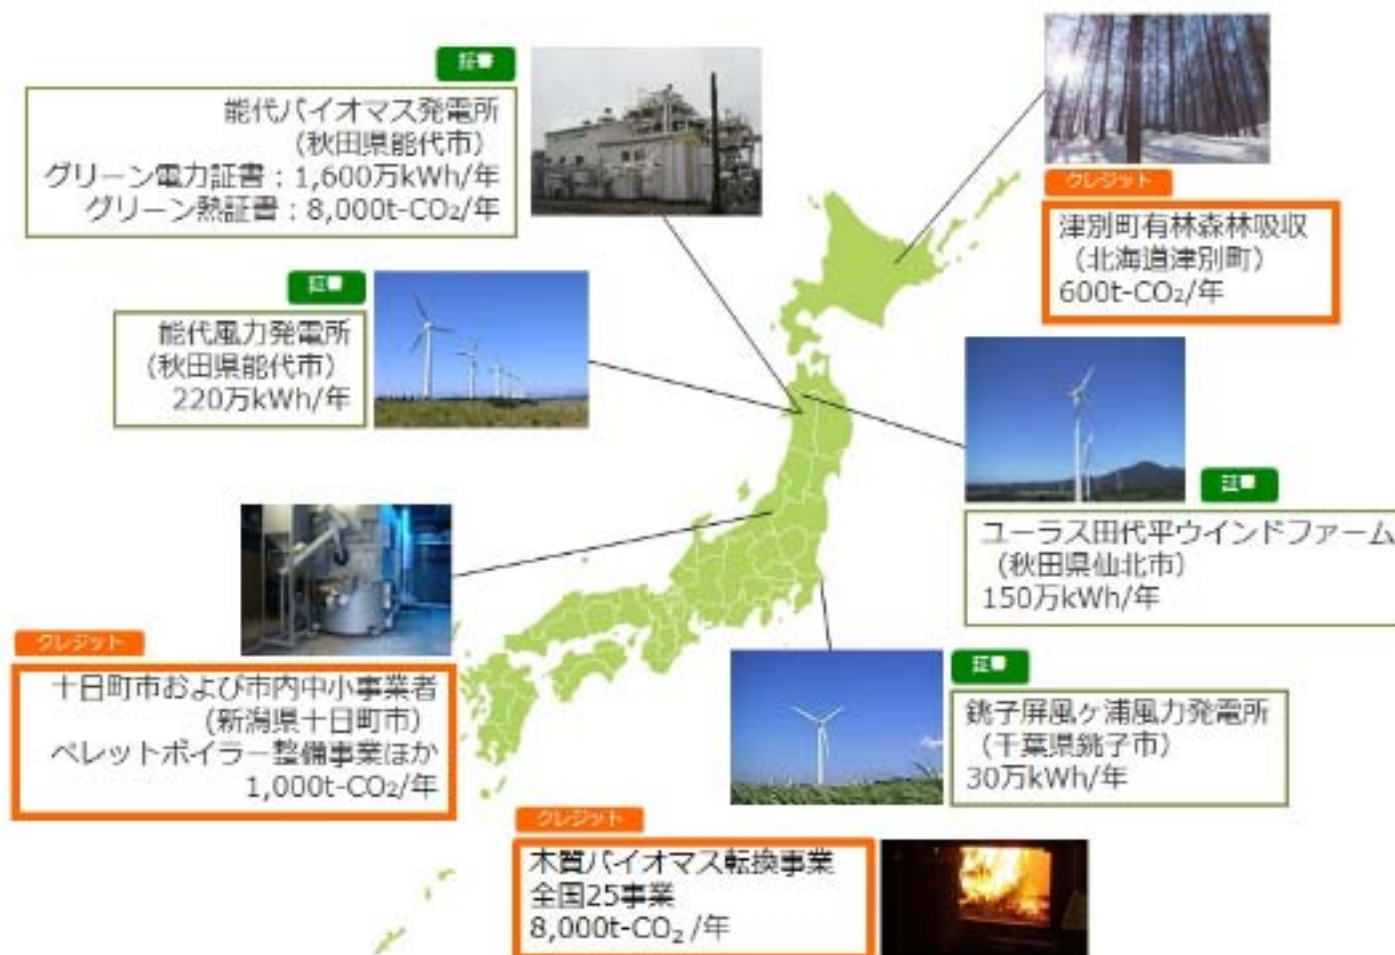 証書
能代バイオマス発電所
(秋田県能代市)
グリーン電力証書：1,600万kWh/年
グリーン熱証書：8,000t-CO₂/年
クレジット
津別町有林森林吸収
(北海道津別町)
600t-CO₂/年
証書
能代風力発電所
(秋田県能代市)
220万kWh/年
証書
ユーラス田代平ウインドファーム
(秋田県仙北市)
150万kWh/年
クレジット
十日町市および市内中小事業者
(新潟県十日町市)
ペレットボイラー整備事業ほか
1,000t-CO₂/年
証書
銚子屏風ヶ浦風力発電所
(千葉県銚子市)
30万kWh/年
クレジット
木質バイオマス転換事業
全国25事業
8,000t-CO₂ /年